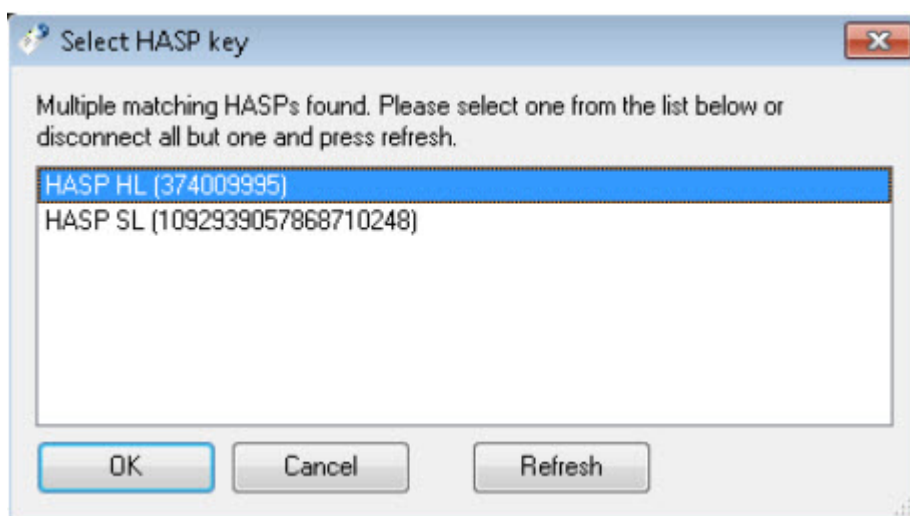 Select HASP key
Multiple matching HASPs found. Please select one from the list below or
disconnect all but one and press refresh.
HASP HL (374009995)
HASP SL (1092939057868710248)
OK Cancel Refresh